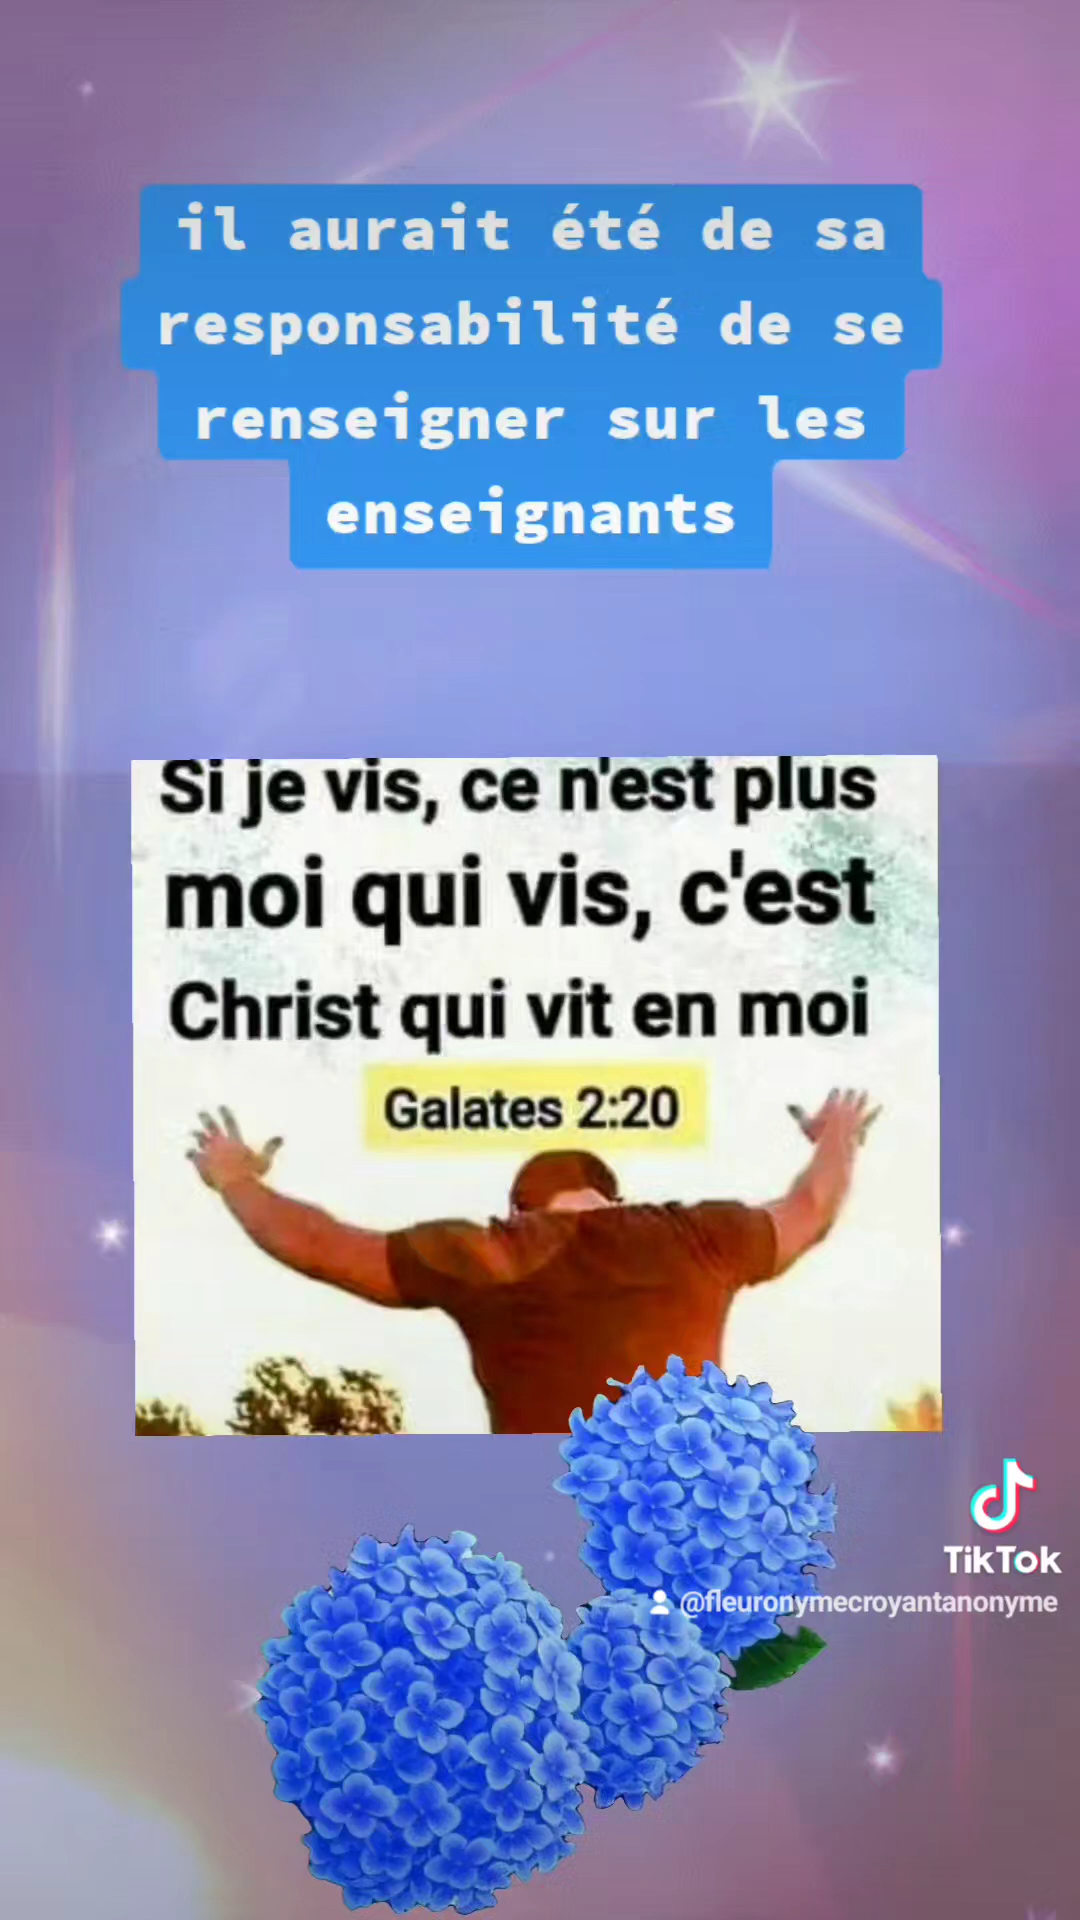 il aurait été de sa
responsabilité de se
renseigner sur les
enseignants
Si je vis, ce n'est plus
moi qui vis, c'est
Christ qui vit en moi
Galates 2:20
TikTok
@fleuronymecroyantanonyme